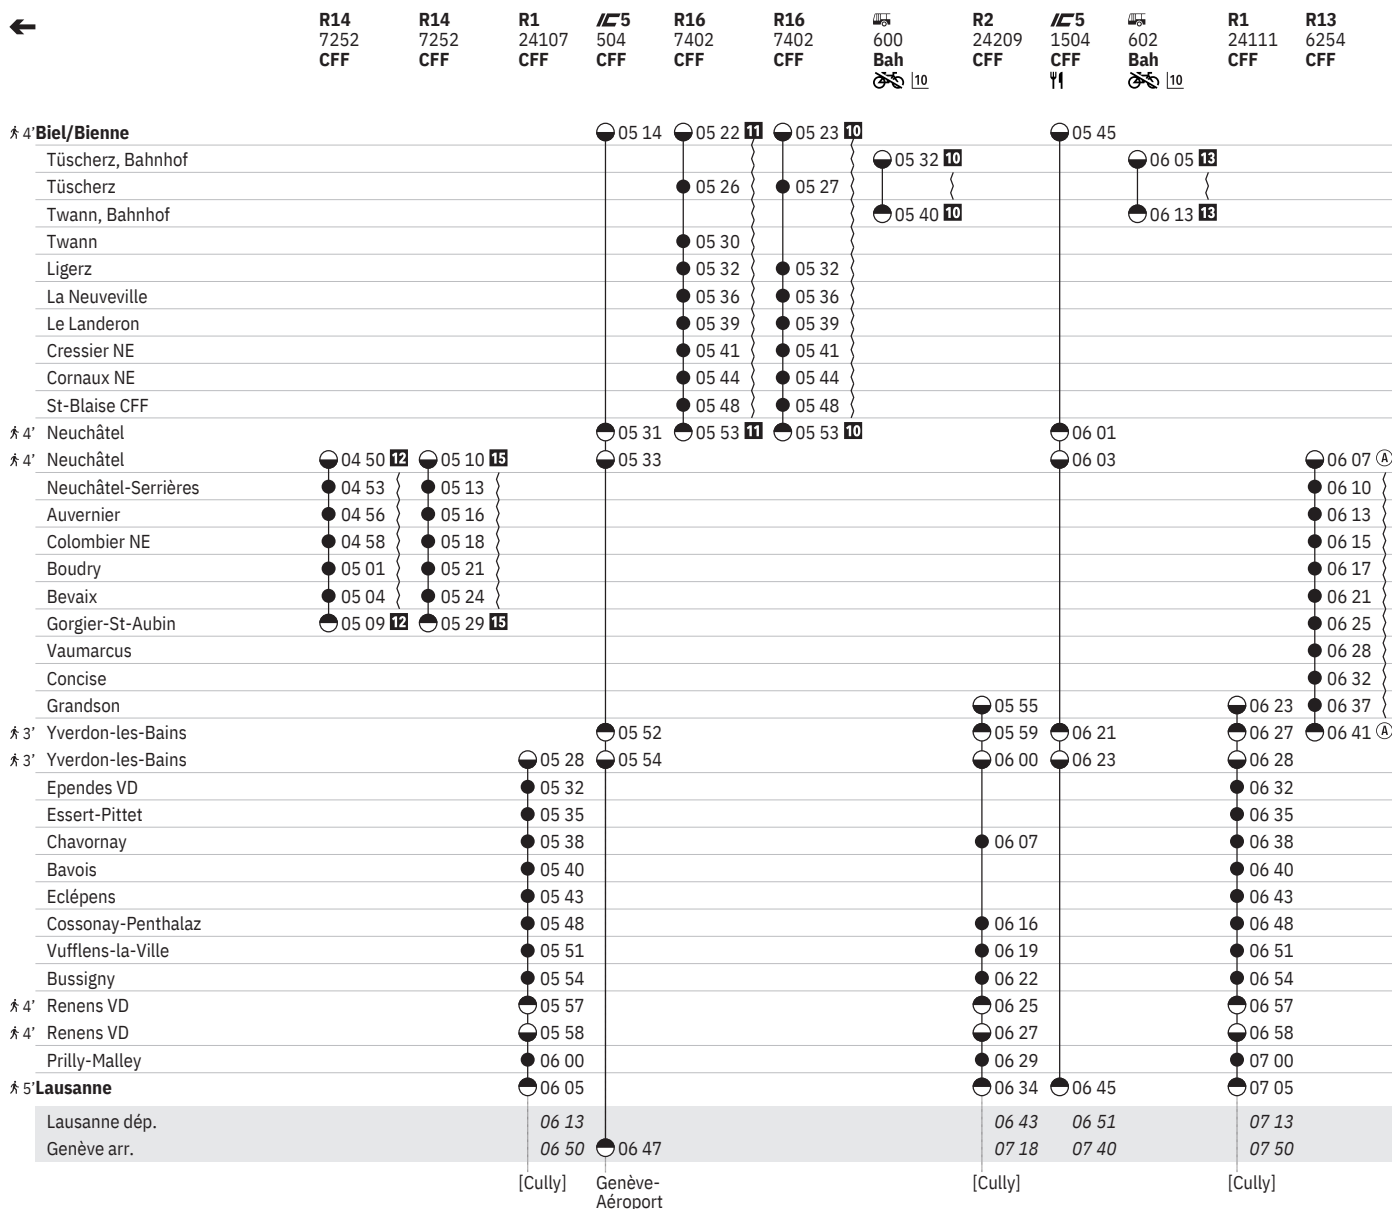 R14 R14 R1 IC5 R16 R16 R2 IC5 R1 R13
7252 7252 24107 504 7402 7402 600 24209 1504 602 24111 6254
CFF CFF CFF CFF CFF CFF Bah CFF CFF Bah CFF CFF
10 10
4' Biel/Bienne 05 14 05 22 11 05 23 10 05 45
Tüscherz, Bahnhof 05 32 10 06 05 13
Tüscherz 05 26 05 27
Twann, Bahnhof 05 40 10 06 13 13
Twann 05 30
Ligerz 05 32 05 32
La Neuveville 05 36 05 36
Le Landeron 05 39 05 39
Cressier NE 05 41 05 41
Cornaux NE 05 44 05 44
St-Blaise CFF 05 48 05 48
4' Neuchâtel 05 31 05 53 11 05 53 10 06 01
4' Neuchâtel 04 50 12 05 10 15 05 33 06 03 06 07 A
Neuchâtel-Serrières 04 53 05 13 06 10
Auvernier 04 56 05 16 06 13
Colombier NE 04 58 05 18 06 15
Boudry 05 01 05 21 06 17
Bevaix 05 04 05 24 06 21
Gorgier-St-Aubin 05 09 12 05 29 15 06 25
Vaumarcus 06 28
Concise 06 32
Grandson 05 55 06 23 06 37
3' Yverdon-les-Bains 05 52 05 59 06 21 06 27 06 41 A
3' Yverdon-les-Bains 05 28 05 54 06 00 06 23 06 28
Ependes VD 05 32 06 32
Essert-Pittet 05 35 06 35
Chavornay 05 38 06 07 06 38
Bavois 05 40 06 40
Eclépens 05 43 06 43
Cossonay-Penthalaz 05 48 06 16 06 48
Vufflens-la-Ville 05 51 06 19 06 51
Bussigny 05 54 06 22 06 54
4' Renens VD 05 57 06 25 06 57
4' Renens VD 05 58 06 27 06 58
Prilly-Malley 06 00 06 29 07 00
5' Lausanne 06 05 06 34 06 45 07 05
Lausanne dép. 06 13 06 43 06 51 07 13
Genève arr. 06 50 06 47 07 18 07 40 07 50
[Cully] Genève- [Cully] [Cully]
Aéroport